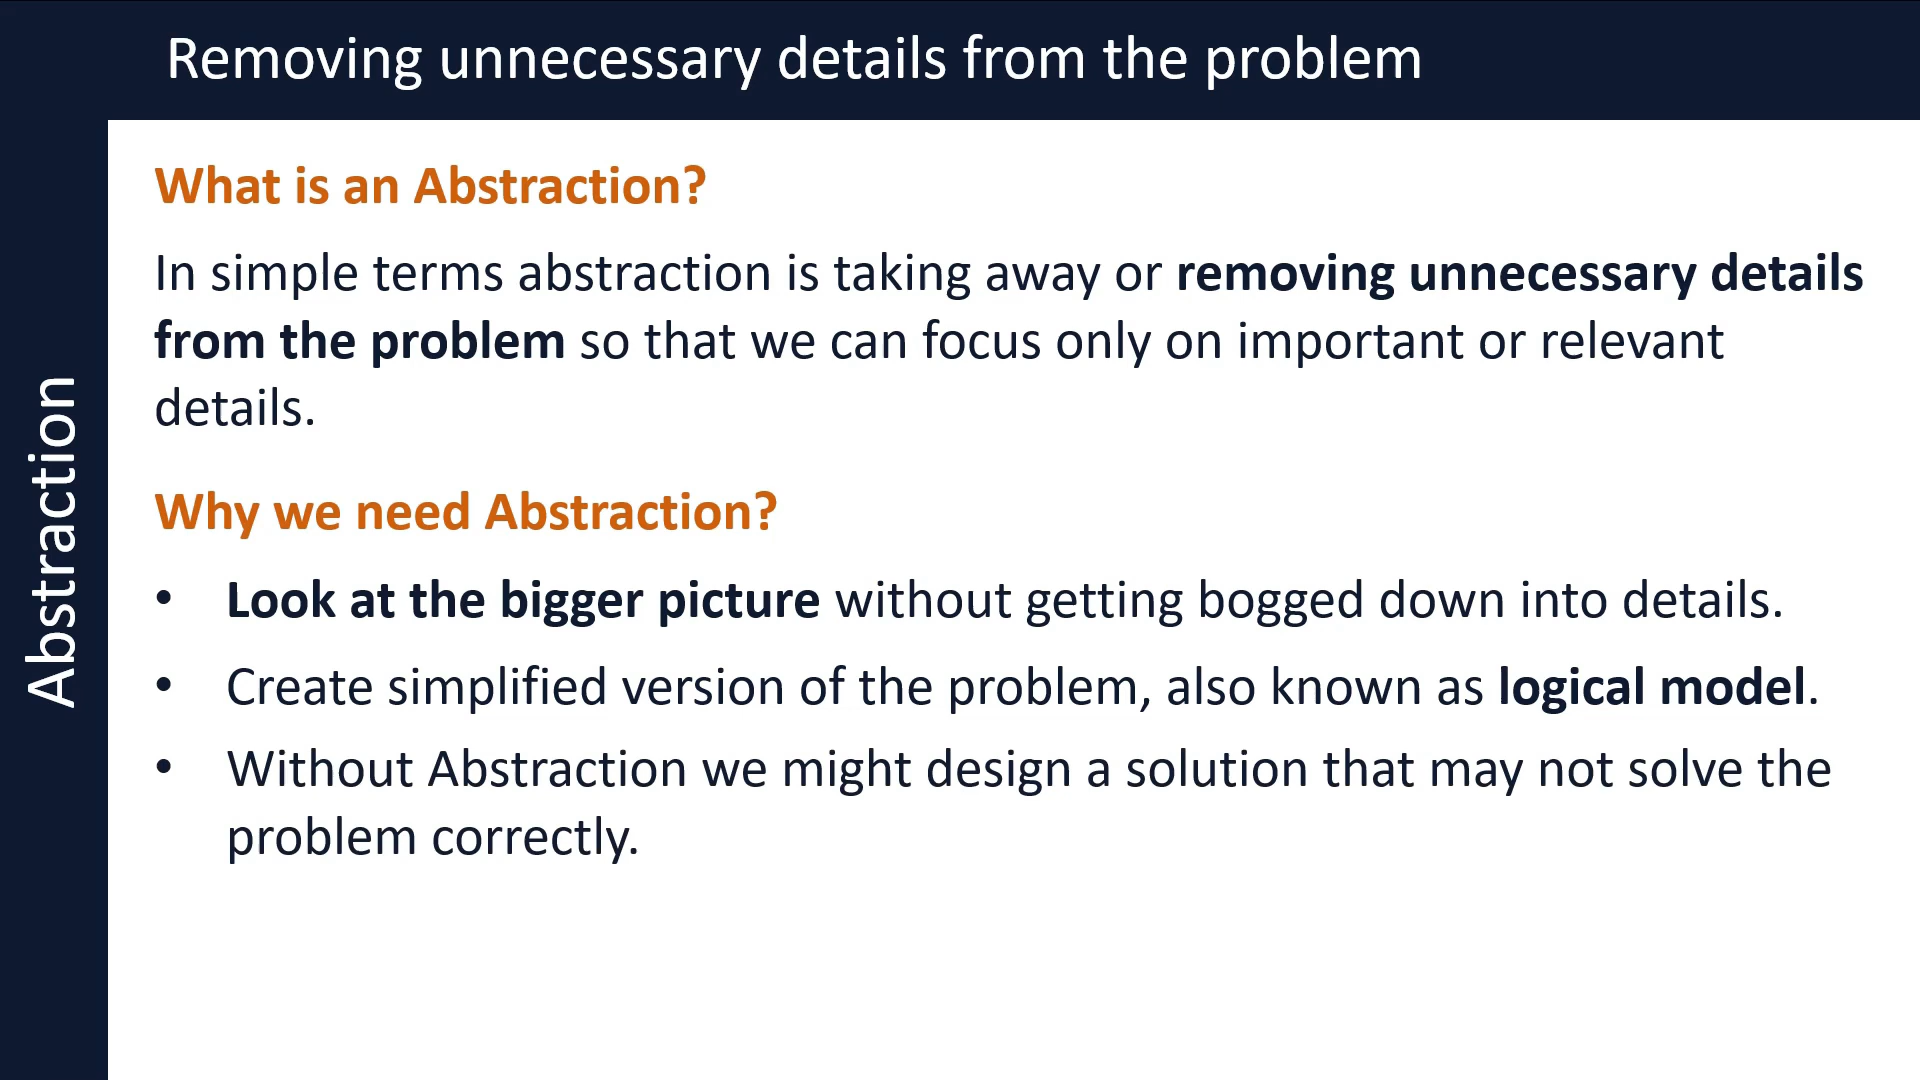 Removing unnecessary details from the problem
Abstraction
What is an Abstraction?
In simple terms abstraction is taking away or removing unnecessary details
from the problem so that we can focus only on important or relevant
details.
Why we need Abstraction?
• Look at the bigger picture without getting bogged down into details.
• Create simplified version of the problem, also known as logical model.
• Without Abstraction we might design a solution that may not solve the
problem correctly.